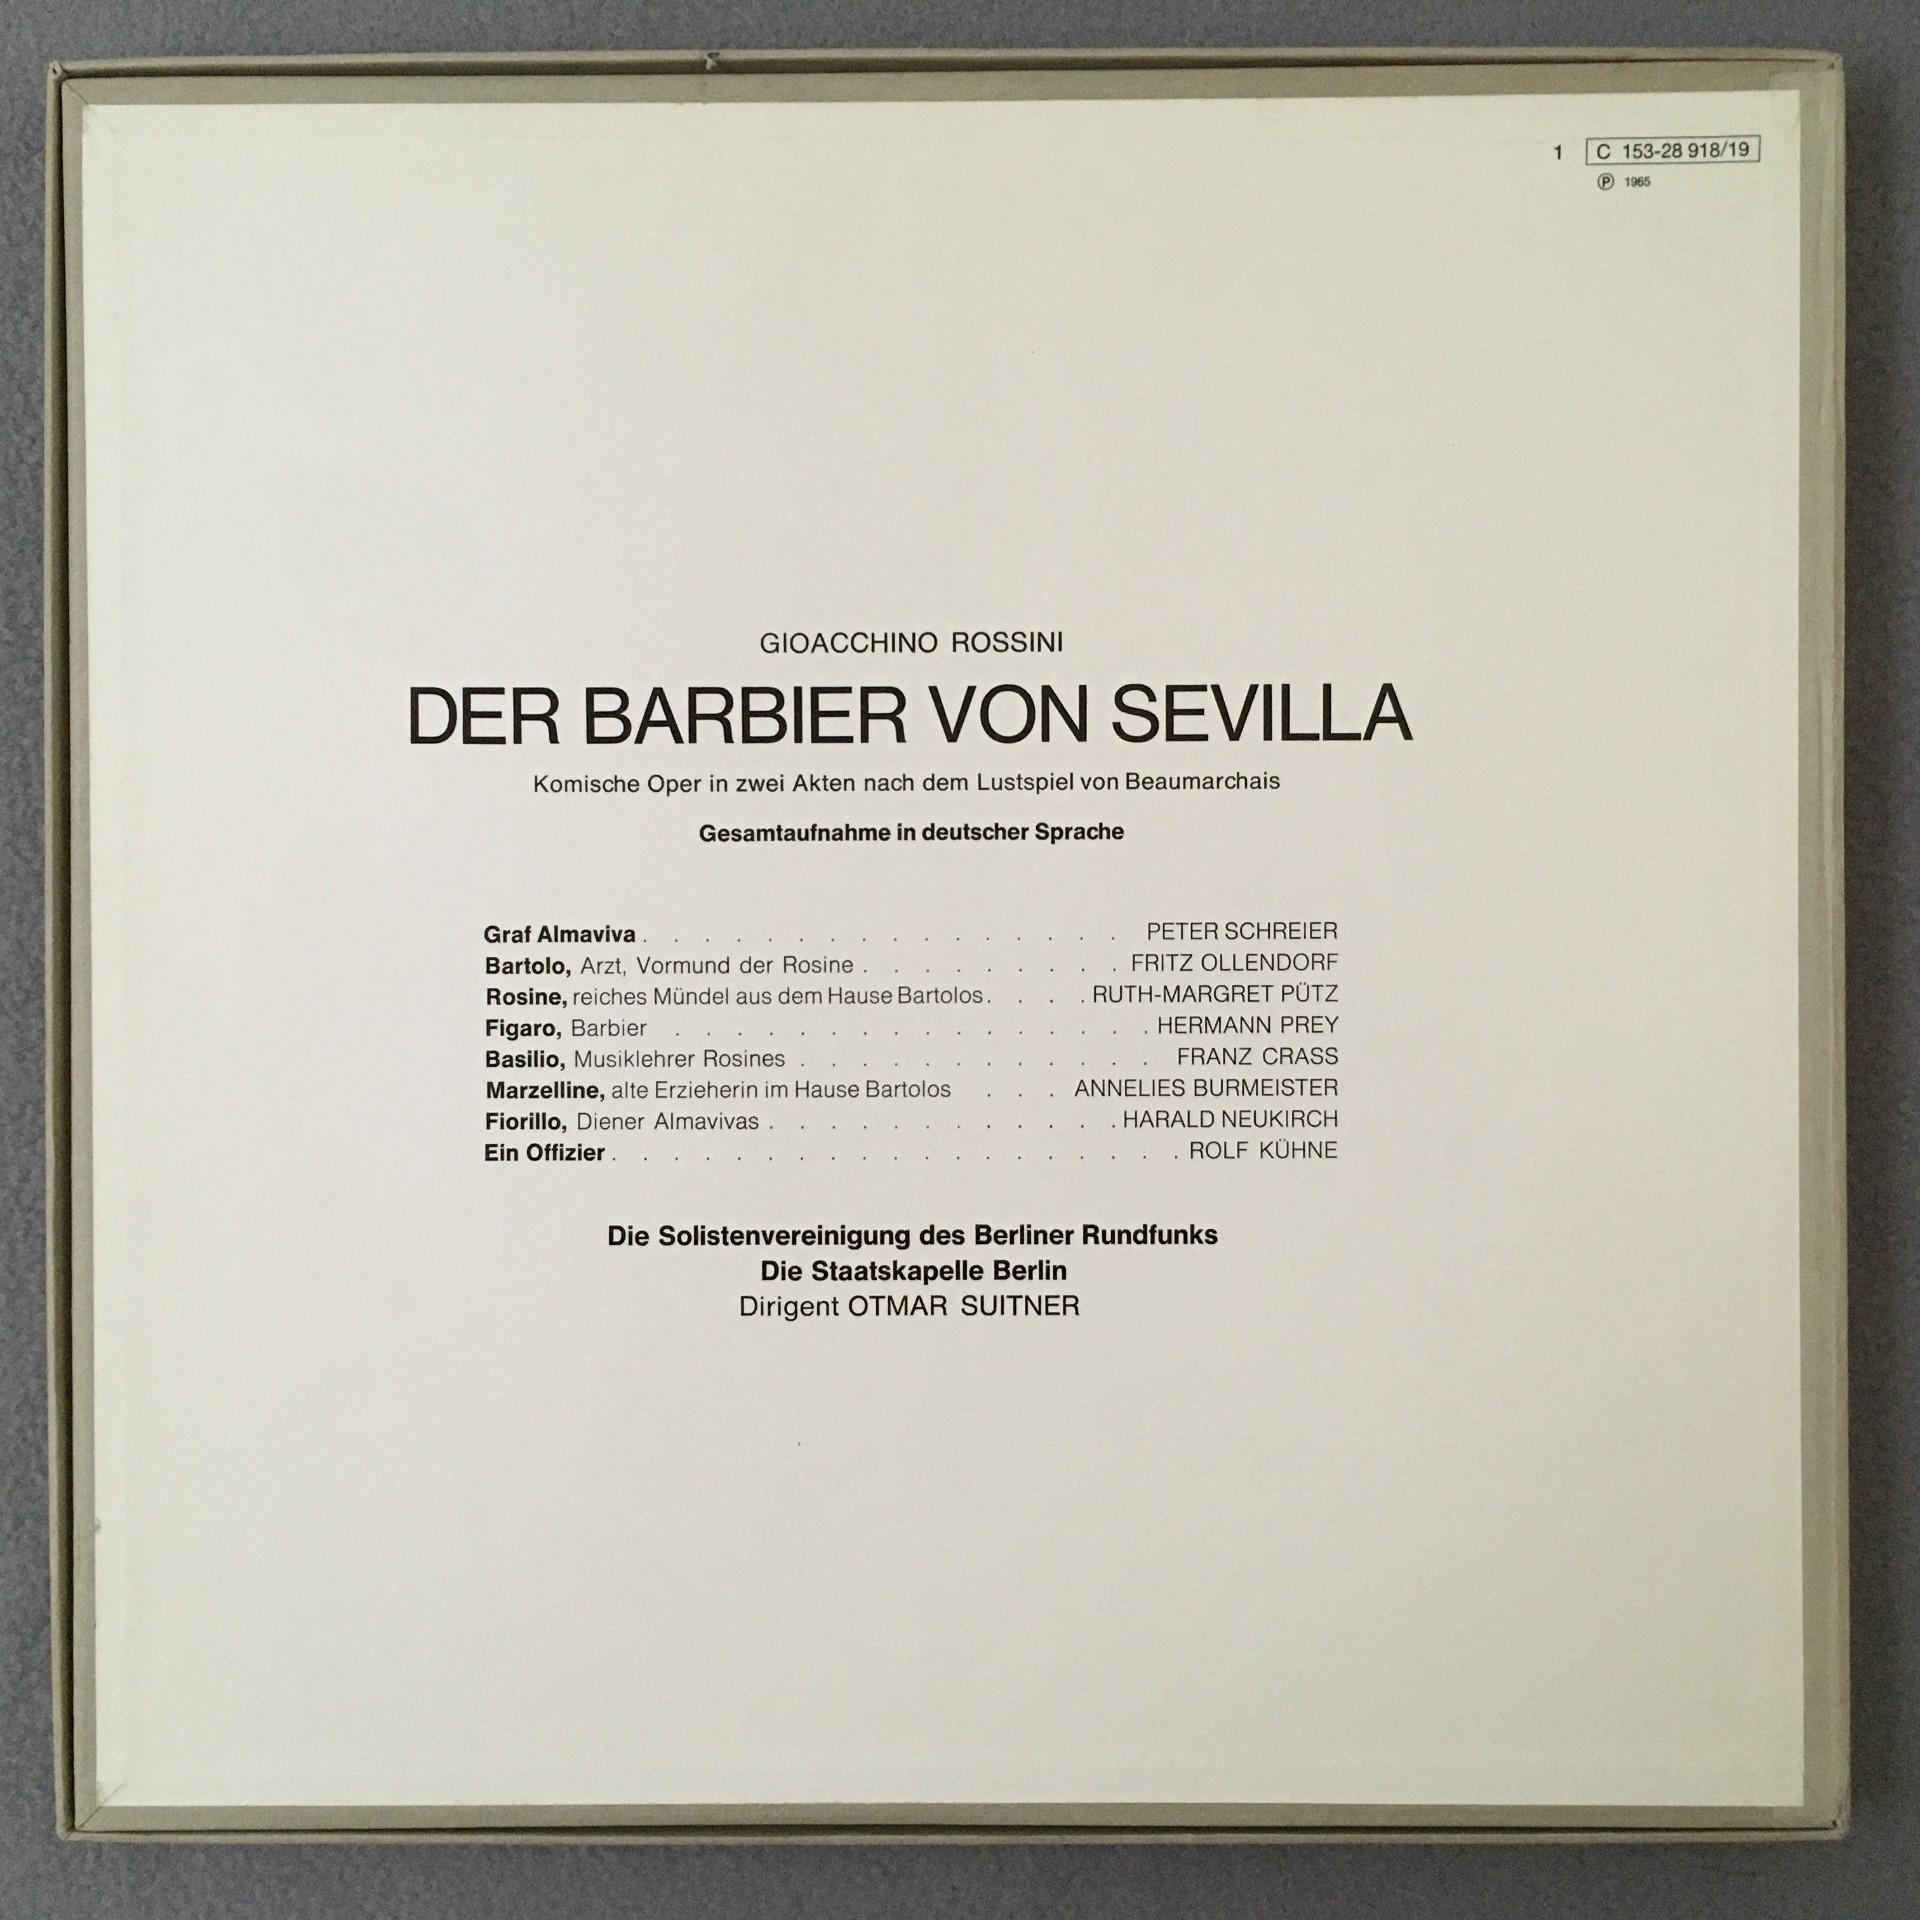 1 C 153-28 918/19
Ⓟ 1965
GIOACCHINO ROSSINI
DER BARBIER VON SEVILLA
Komische Oper in zwei Akten nach dem Lustspiel von Beaumarchais
Gesamtaufnahme in deutscher Sprache
Graf Almaviva . . . . . . . . . . . . . . . . PETER SCHREIER
Bartolo, Arzt, Vormund der Rosine . . . . . . . . . FRITZ OLLENDORF
Rosine, reiches Mündel aus dem Hause Bartolos . . . . RUTH-MARGRET PÜTZ
Figaro, Barbier . . . . . . . . . . . . . . . . HERMANN PREY
Basilio, Musiklehrer Rosines . . . . . . . . . . . . FRANZ CRASS
Marzelline, alte Erzieherin im Hause Bartolos . . . ANNELIES BURMEISTER
Fiorillo, Diener Almavivas . . . . . . . . . . . . HARALD NEUKIRCH
Ein Offizier . . . . . . . . . . . . . . . . . . . ROLF KÜHNE
Die Solistenvereinigung des Berliner Rundfunks
Die Staatskapelle Berlin
Dirigent OTMAR SUITNER